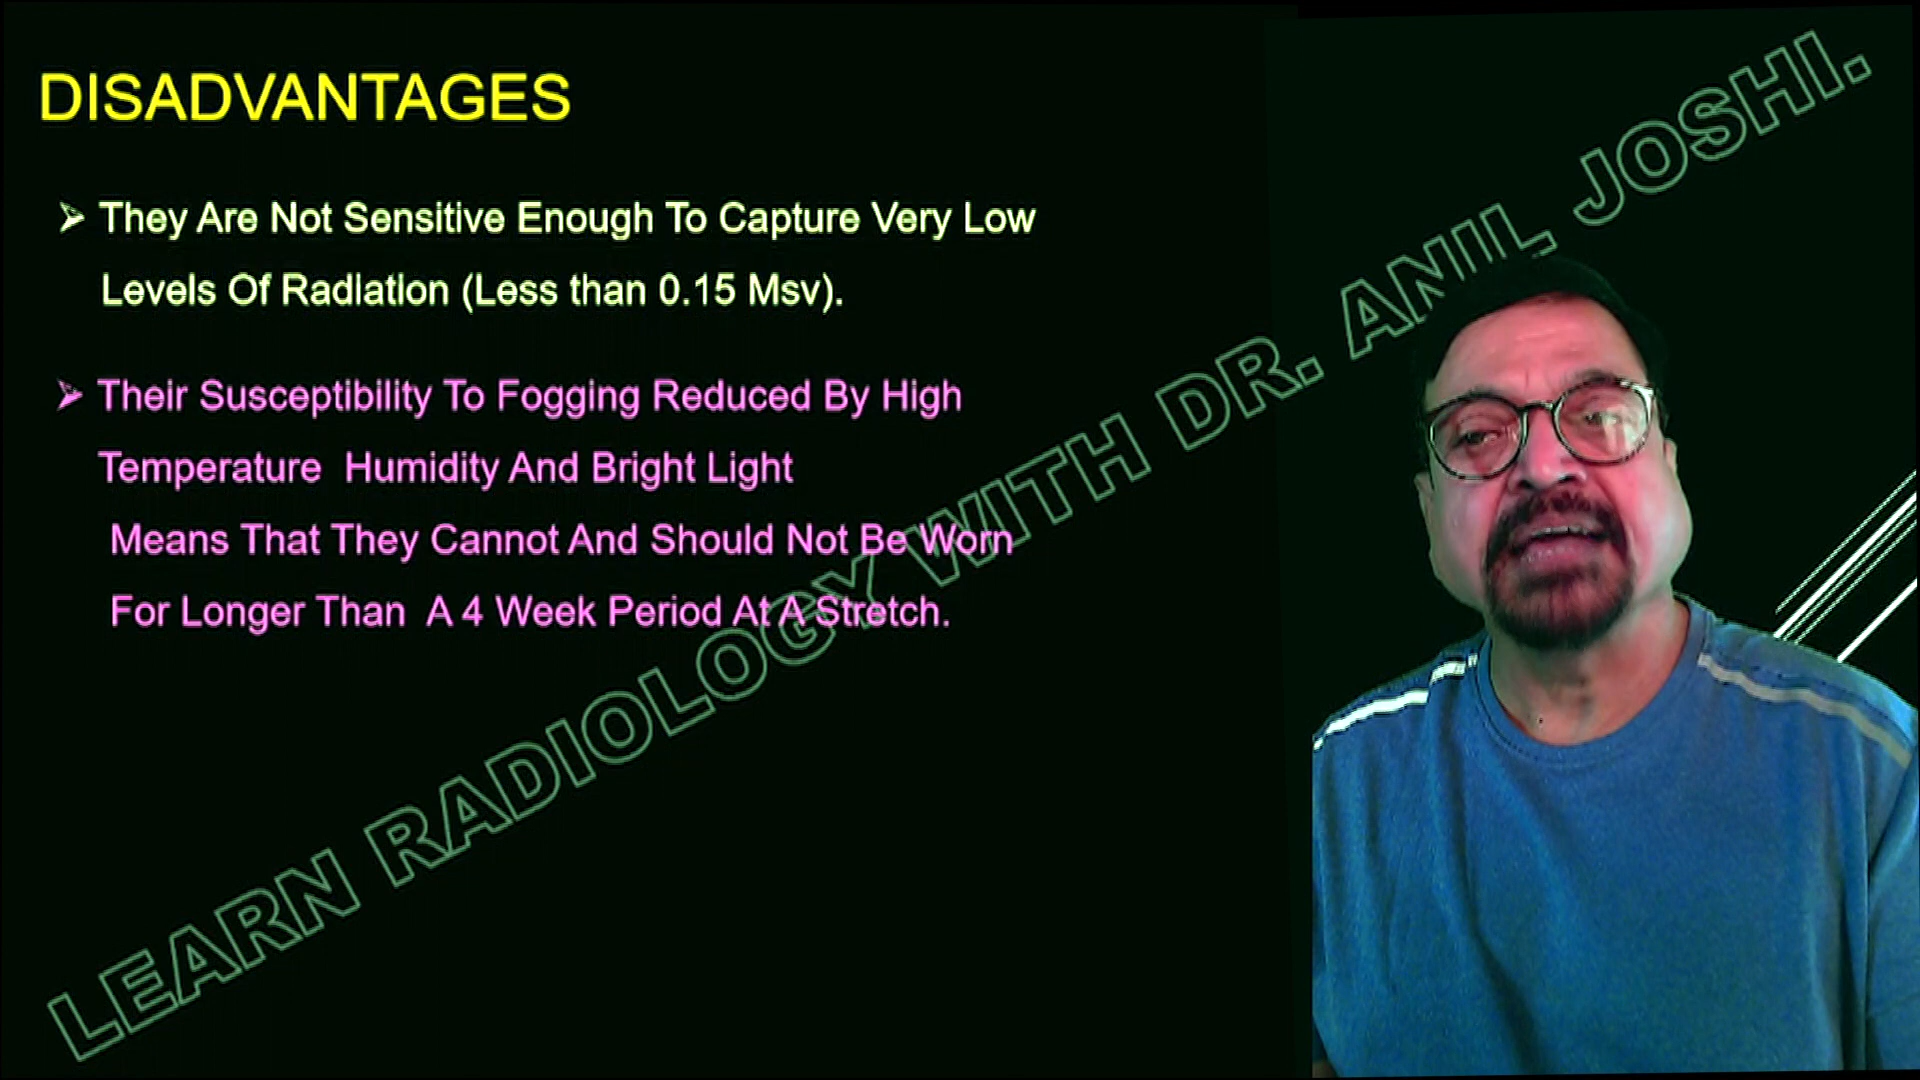 DISADVANTAGES
➢ They Are Not Sensitive Enough To Capture Very Low
Levels Of Radiation (Less than 0.15 Msv).
➢ Their Susceptibility To Fogging Reduced By High
Temperature  Humidity And Bright Light
Means That They Cannot And Should Not Be Worn
For Longer Than  A 4 Week Period At A Stretch.
LEARN RADIOLOGY WITH DR. ANIL JOSHI.